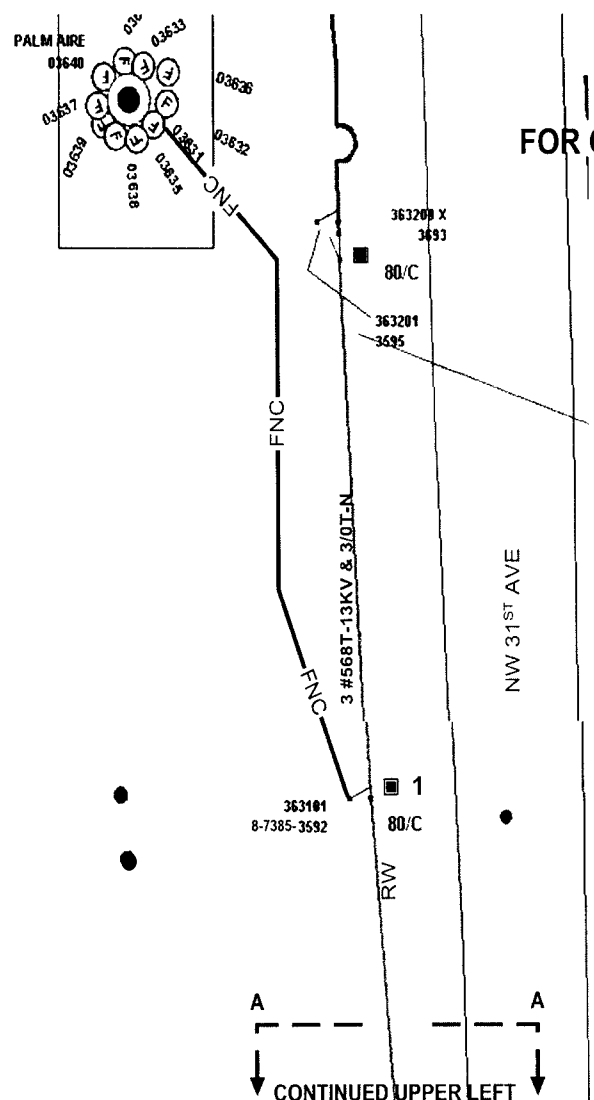 PALM AIRE
03640
03633
03636
03637
03632
03631
03639
03635
03638
F
F
F
F
F
F
F
F
F
F
FNC
FOR
363209 X
3693
80/C
363201
3595
FNC
3 #568T-13KV & 3/0T-N
NW 31ST AVE
FNC
1
363101
8-7385-3592
80/C
RW
A A
CONTINUED UPPER LEFT